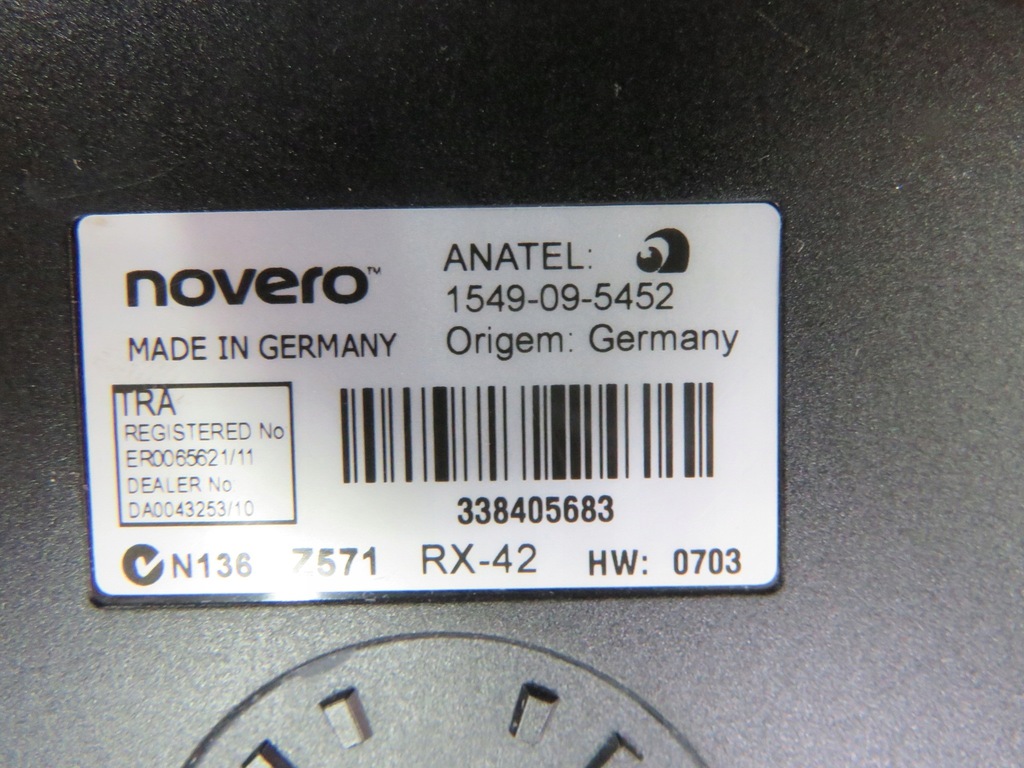 novero™
MADE IN GERMANY
ANATEL:
1549-09-5452
Origem: Germany
TRA
REGISTERED No
ER0065621/11
DEALER No
DA0043253/10
338405683
N136 Z571 RX-42 HW: 0703